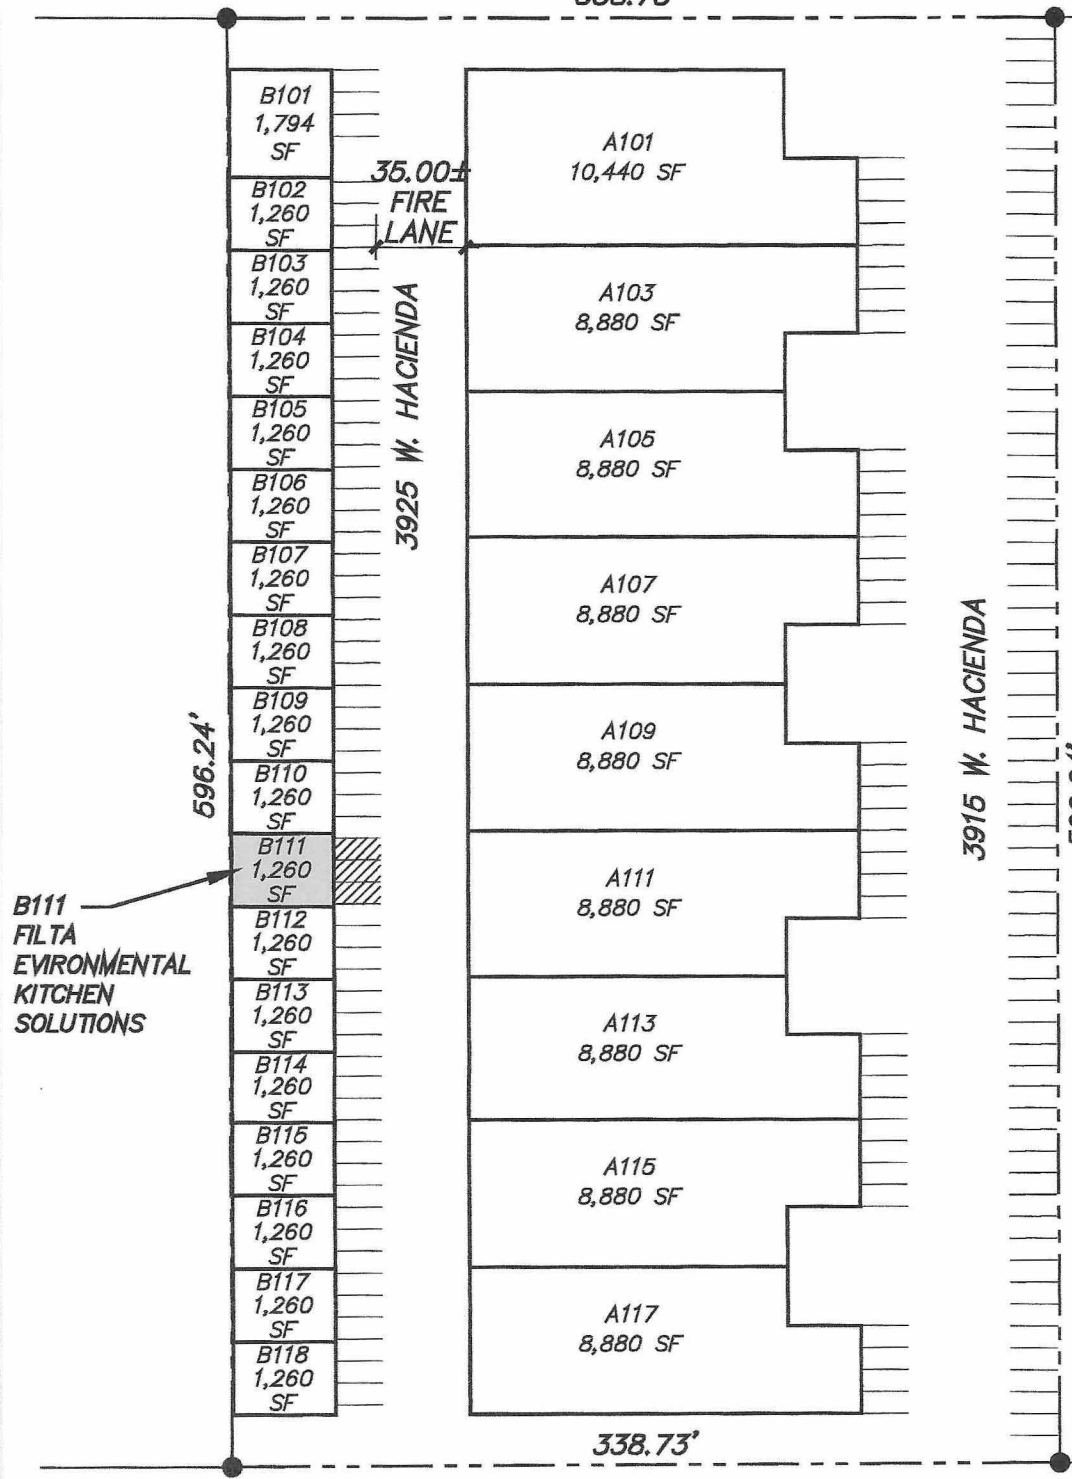 B101
1,794
SF
B102
1,260
SF
B103
1,260
SF
B104
1,260
SF
B105
1,260
SF
B106
1,260
SF
B107
1,260
SF
B108
1,260
SF
B109
1,260
SF
B110
1,260
SF
B111
1,260
SF
B112
1,260
SF
B113
1,260
SF
B114
1,260
SF
B115
1,260
SF
B116
1,260
SF
B117
1,260
SF
B118
1,260
SF
596.24'
B111
FILTA
EVIRONMENTAL
KITCHEN
SOLUTIONS
35.00±
FIRE
LANE
3925 W. HACIENDA
A101
10,440 SF
A103
8,880 SF
A105
8,880 SF
A107
8,880 SF
A109
8,880 SF
A111
8,880 SF
A113
8,880 SF
A115
8,880 SF
A117
8,880 SF
3915 W. HACIENDA
338.73'